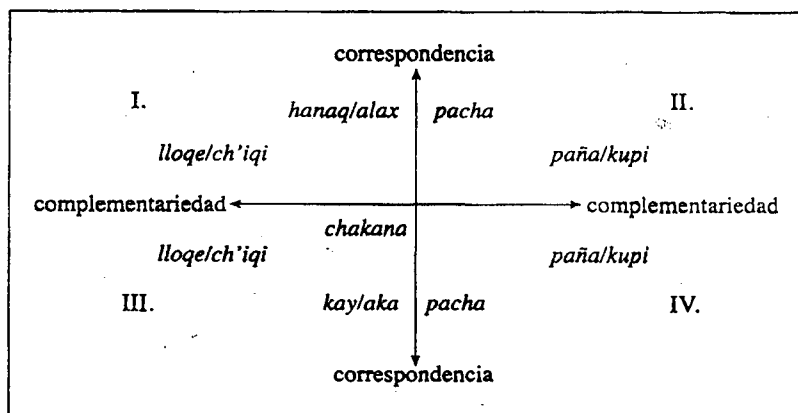 correspondencia
I. II.
hanaq/alax pacha
lloqe/ch'iqi paña/kupi
complementariedad complementariedad
chakana
lloqe/ch'iqi paña/kupi
III. kay/aka pacha IV.
correspondencia